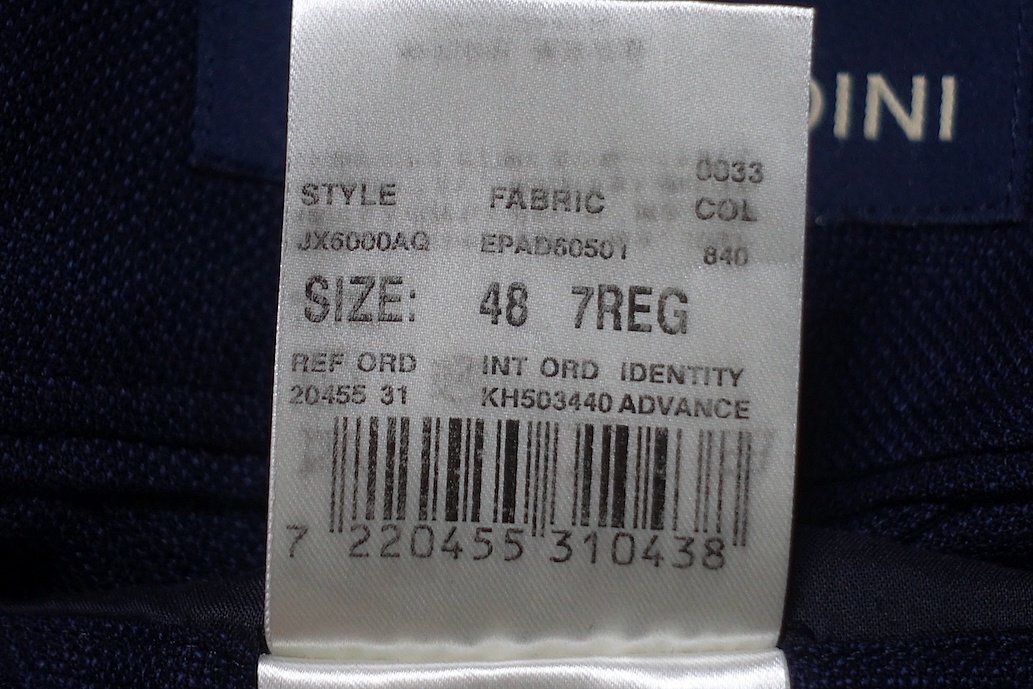 DINI
0033
STYLE FABRIC COL
JX6000AQ EPAD60501 840
SIZE: 48 7REG
REF ORD INT ORD IDENTITY
20455 31 KH503440 ADVANCE
7 220455 310438